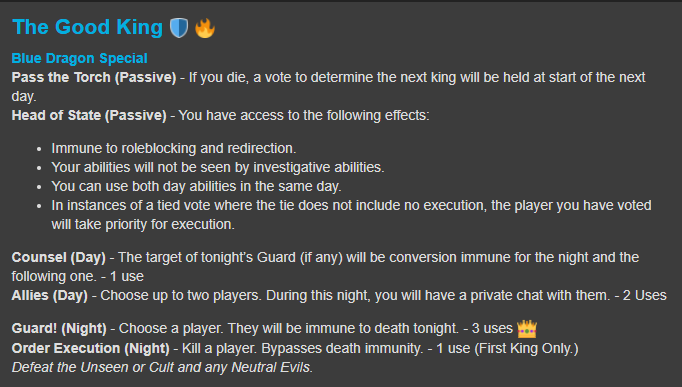 The Good King
Blue Dragon Special
Pass the Torch (Passive) - If you die, a vote to determine the next king will be held at start of the next
day.
Head of State (Passive) - You have access to the following effects:
• Immune to roleblocking and redirection.
• Your abilities will not be seen by investigative abilities.
• You can use both day abilities in the same day.
• In instances of a tied vote where the tie does not include no execution, the player you have voted
will take priority for execution.
Counsel (Day) - The target of tonight's Guard (if any) will be conversion immune for the night and the
following one. - 1 use
Allies (Day) - Choose up to two players. During this night, you will have a private chat with them. - 2 Uses
Guard! (Night) - Choose a player. They will be immune to death tonight. - 3 uses
Order Execution (Night) - Kill a player. Bypasses death immunity. - 1 use (First King Only.)
Defeat the Unseen or Cult and any Neutral Evils.